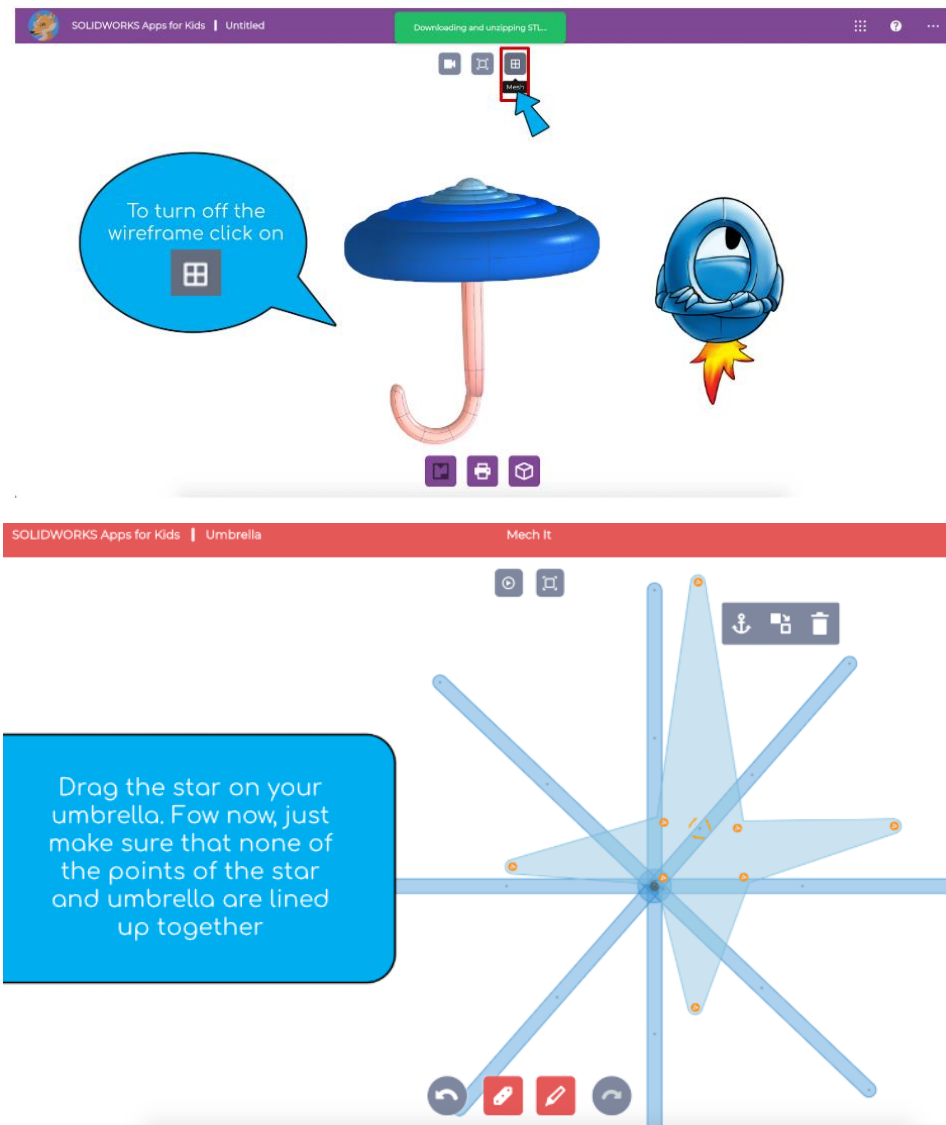 SOLIDWORKS Apps for Kids | Untitled
Downloading and unzipping STL...
Mesh
To turn off the
wireframe click on
SOLIDWORKS Apps for Kids | Umbrella
Mech It
Drag the star on your
umbrella. Fow now, just
make sure that none of
the points of the star
and umbrella are lined
up together